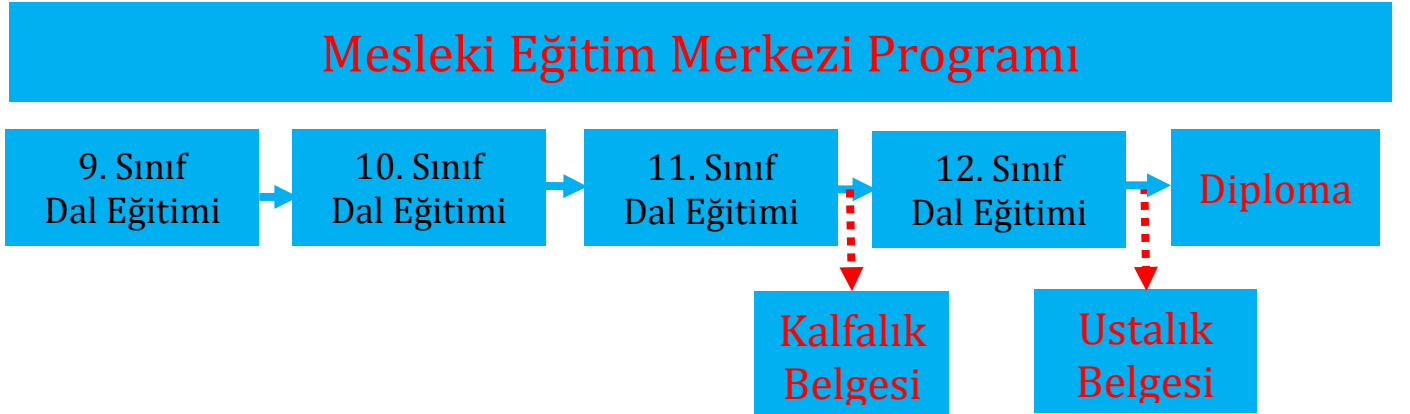 Mesleki Eğitim Merkezi Programı
9. Sınıf
Dal Eğitimi
10. Sınıf
Dal Eğitimi
11. Sınıf
Dal Eğitimi
12. Sınıf
Dal Eğitimi
Diploma
Kalfalık
Belgesi
Ustalık
Belgesi